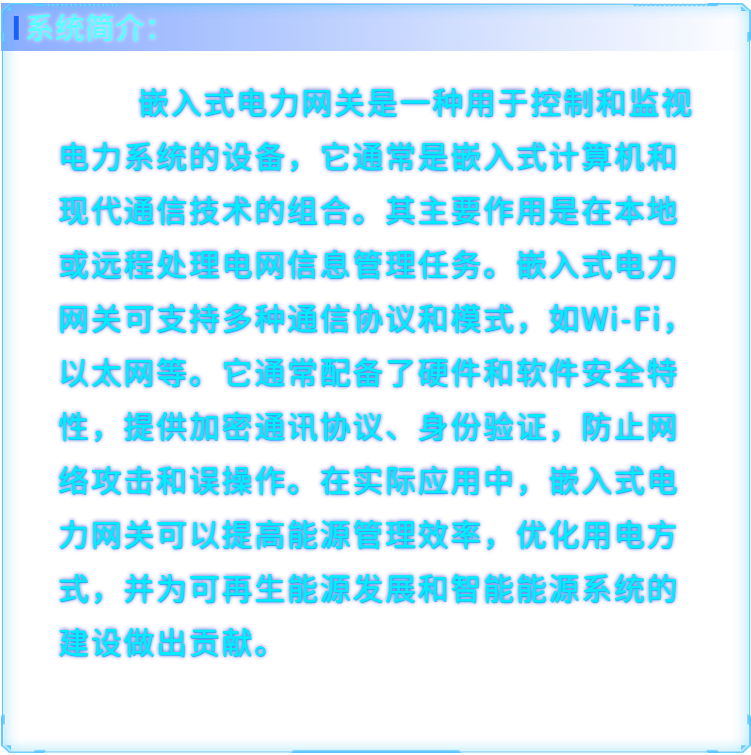 系统简介：
嵌入式电力网关是一种用于控制和监视
电力系统的设备，它通常是嵌入式计算机和
现代通信技术的组合。其主要作用是在本地
或远程处理电网信息管理任务。嵌入式电力
网关可支持多种通信协议和模式，如Wi-Fi，
以太网等。它通常配备了硬件和软件安全特
性，提供加密通讯协议、身份验证，防止网
络攻击和误操作。在实际应用中，嵌入式电
力网关可以提高能源管理效率，优化用电方
式，并为可再生能源发展和智能能源系统的
建设做出贡献。